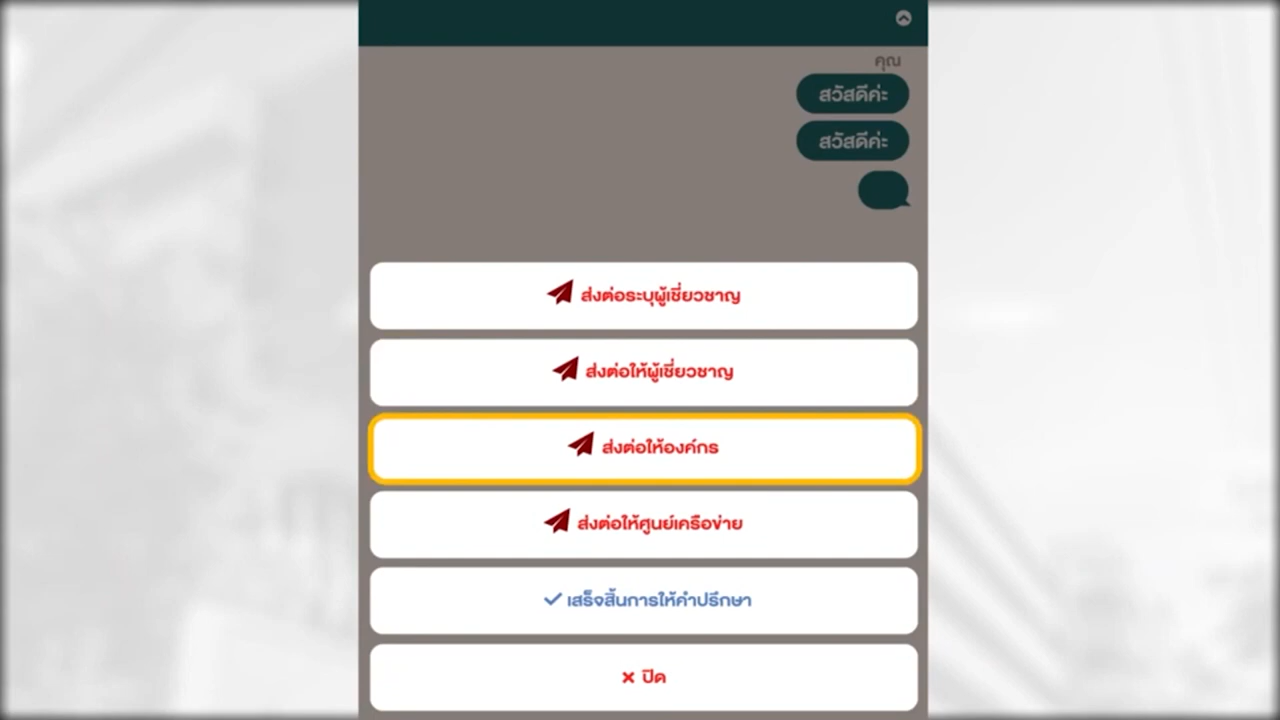 คุณ
สวัสดีค่ะ
สวัสดีค่ะ
ส่งต่อระบุผู้เชี่ยวชาญ
ส่งต่อให้ผู้เชี่ยวชาญ
ส่งต่อให้องค์กร
ส่งต่อให้ศูนย์เครือข่าย
เสร็จสิ้นการให้คำปรึกษา
ปิด